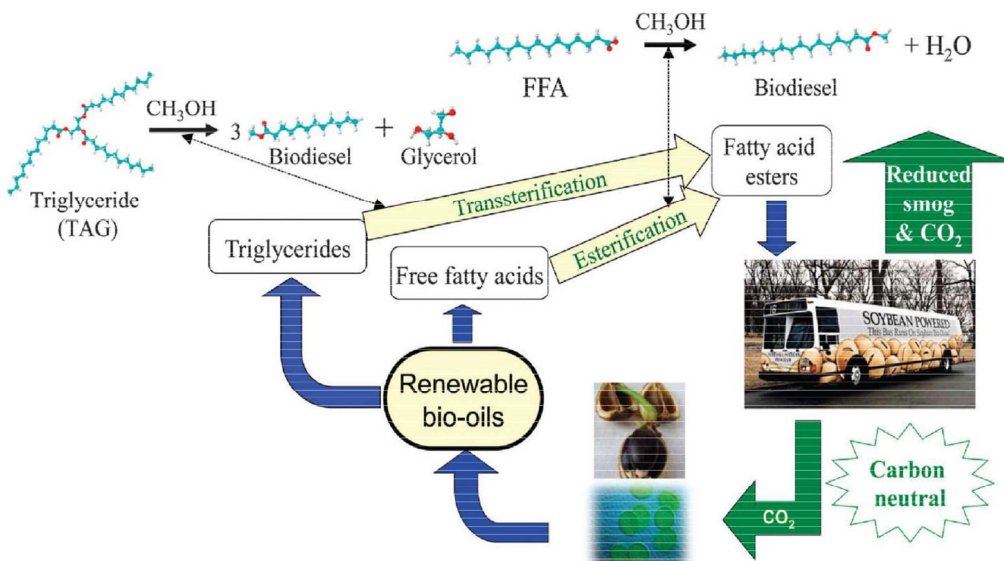 CH₃OH
FFA
Biodiesel
+ H₂O
CH₃OH
3
Biodiesel
+
Glycerol
Triglyceride
(TAG)
Transsterification
Fatty acid
esters
Reduced
smog
& CO₂
Triglycerides
Free fatty acids
Esterification
SOYBEAN POWERED
This Bus Runs On Soybean Biodiesel
Renewable
bio-oils
Carbon
neutral
CO₂